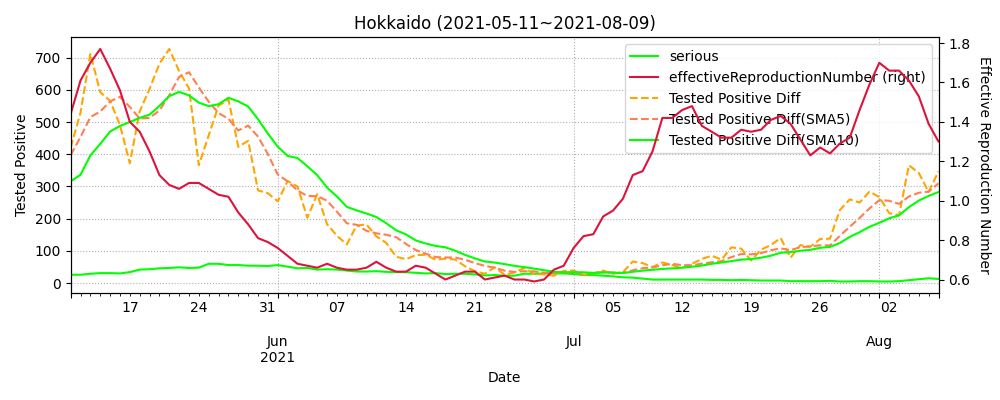 Hokkaido (2021-05-11~2021-08-09)
serious
effectiveReproductionNumber (right)
Tested Positive Diff
Tested Positive Diff(SMA5)
Tested Positive Diff(SMA10)
Tested Positive
700
600
500
400
300
200
100
0
1.8
1.6
1.4
1.2
1.0
0.8
0.6
Effective Reproduction Number
17 24 31 07 14 21 28 05 12 19 26 02
Jun Jul Aug
2021
Date